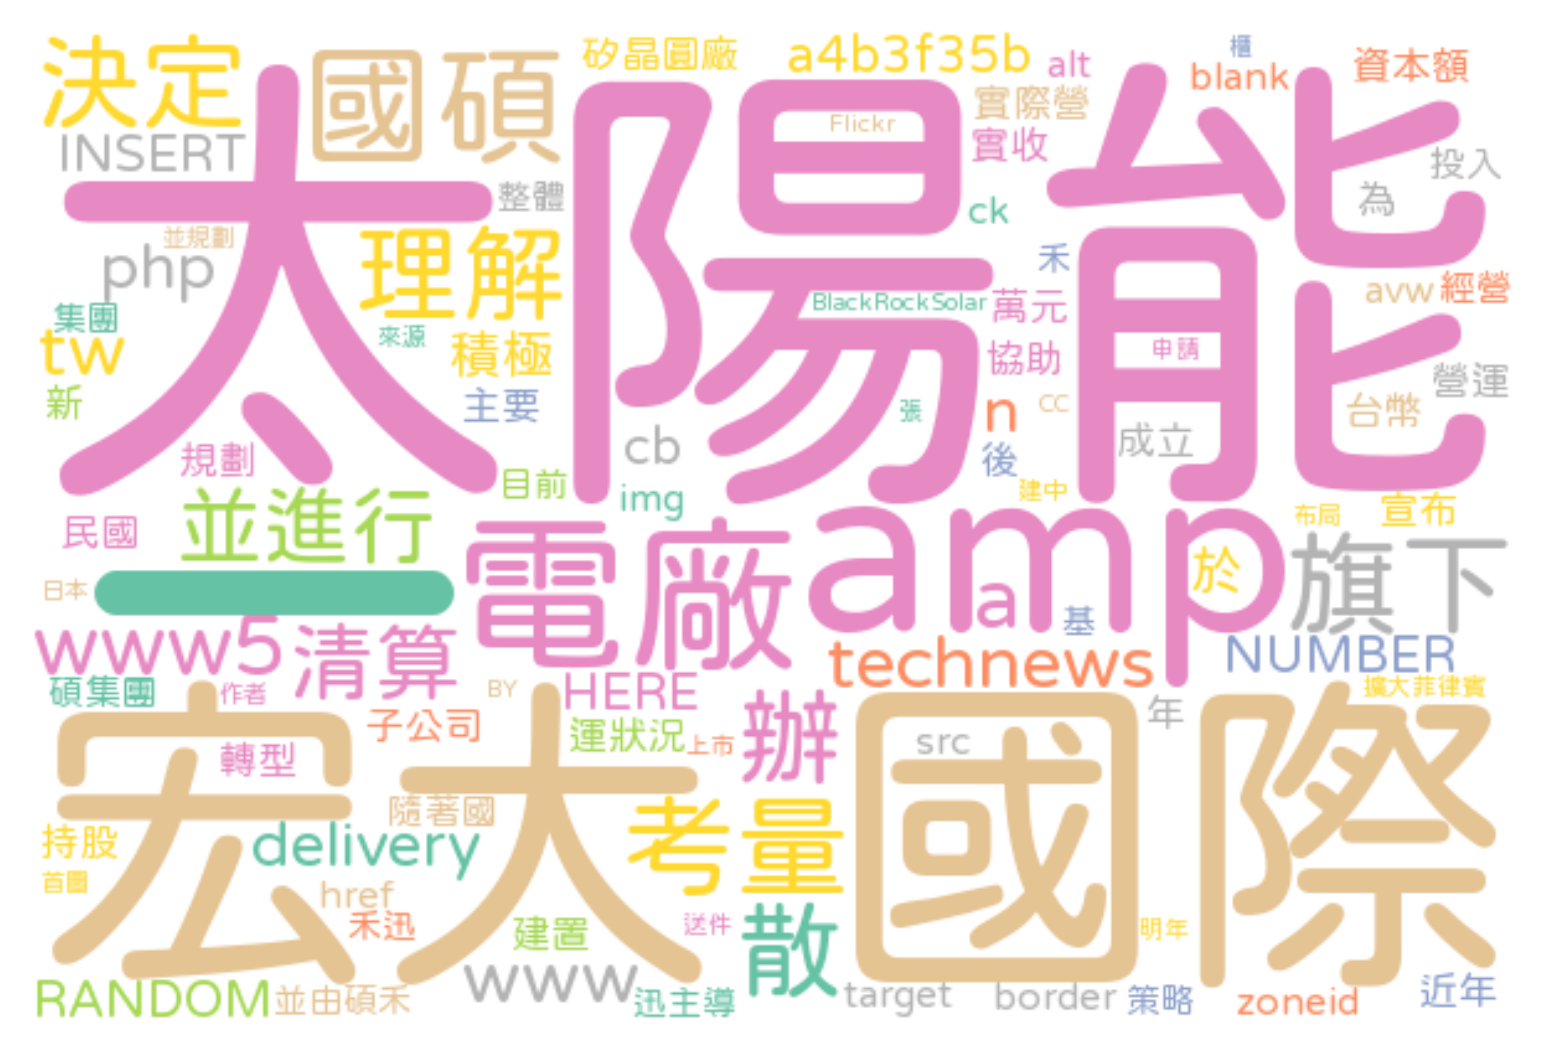 決定
國碩
矽晶圓廠
a4b3f35b
alt
櫃
blank
資本額
INSERT
太陽能
Flickr
實際營
實收
整體
ck
為
投入
並規劃
php
理解
禾
BlackRockSolar
萬元
avw
經營
集團
tw
來源
積極
協助
申請
營運
新
主要
張
n
CC
台幣
規劃
cb
後
成立
目前
img
建中
布局
宣布
民國
並進行
電廠
amp
於
旗下
日本
a
基
www5
清算
technews
NUMBER
碩集團
作者
BY
HERE
擴大菲律賓
宏大國際
子公司
運狀況
上市
辦
年
src
轉型
隨著國
考量
持股
delivery
首圖
href
禾迅
建置
送件
散
明年
RANDOM
並由碩禾
www
迅主導
target
border
策略
zoneid
近年